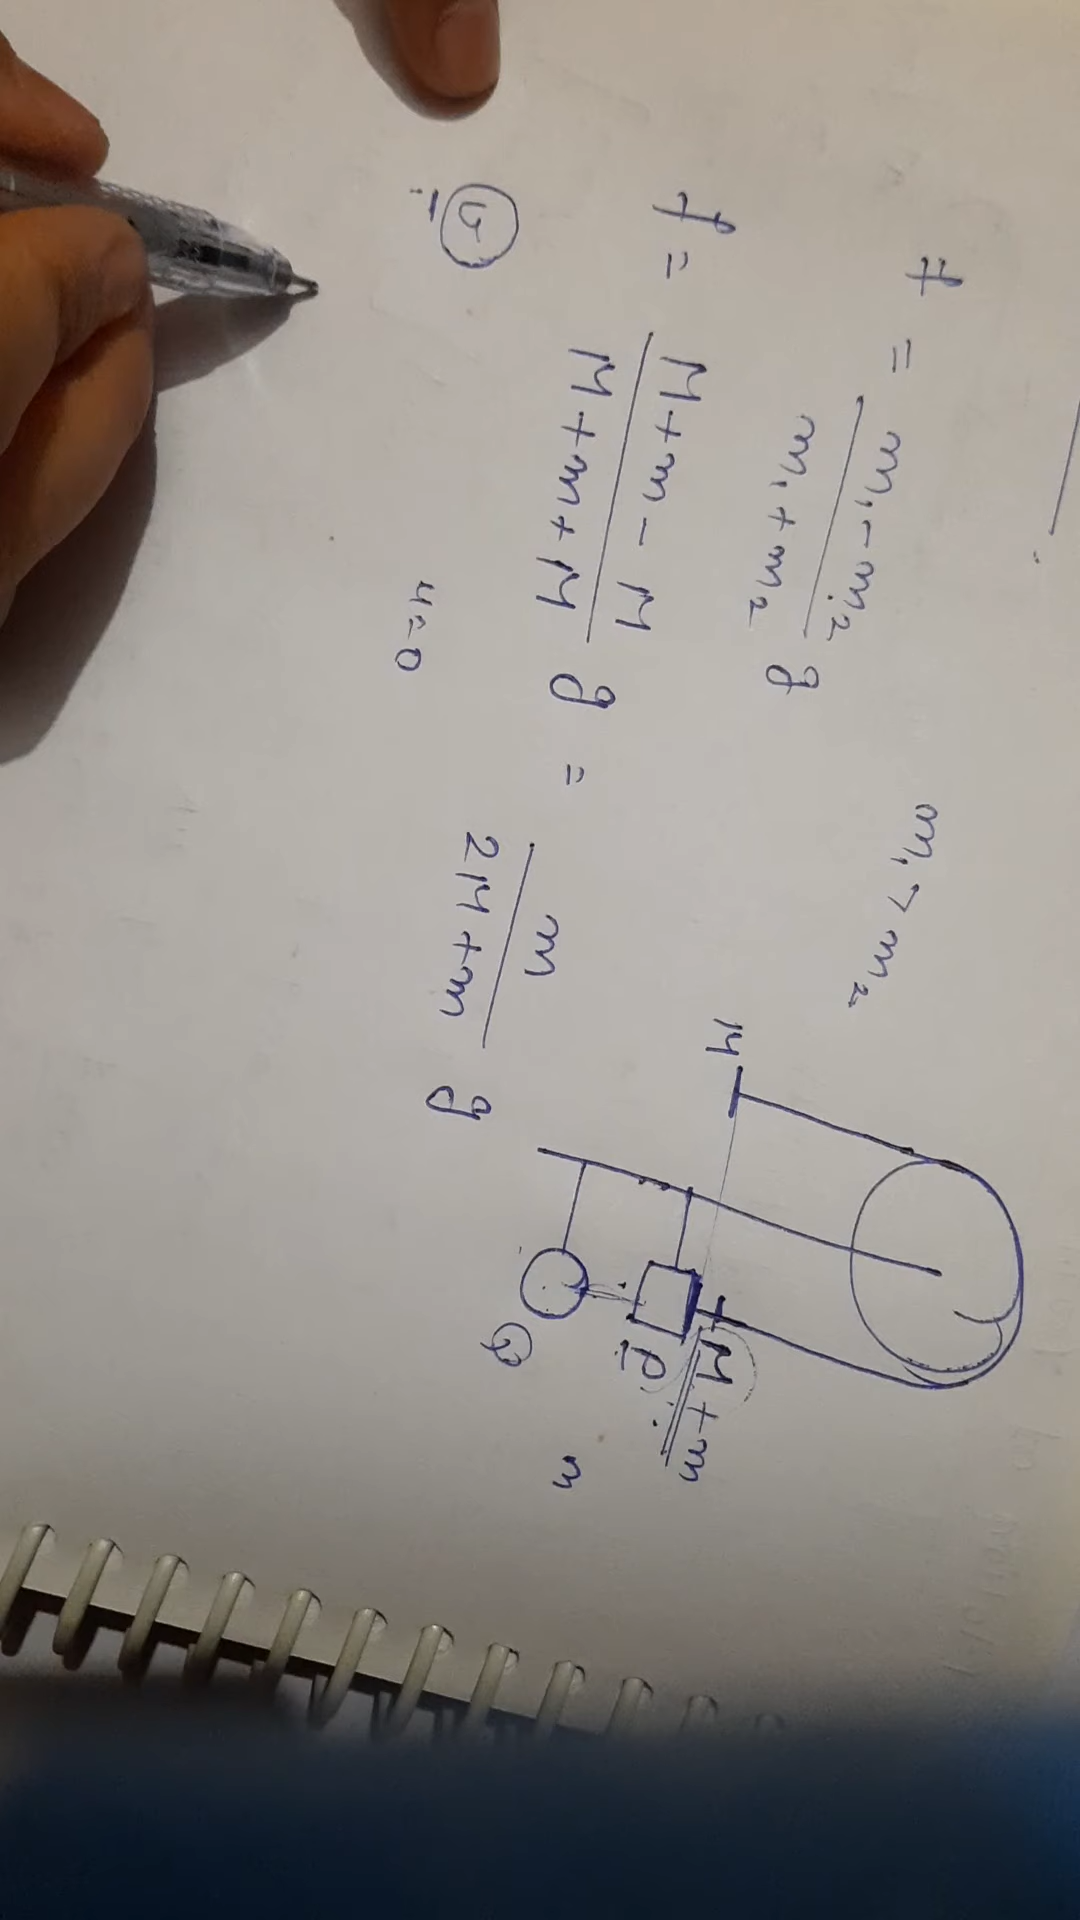 f = m₁ - m₂ / m₁ + m₂ g
m₁ > m₂
f = M + m - M / M + m + M g = m / 2M + m g
u = 0
M
M + m
P
Q
m